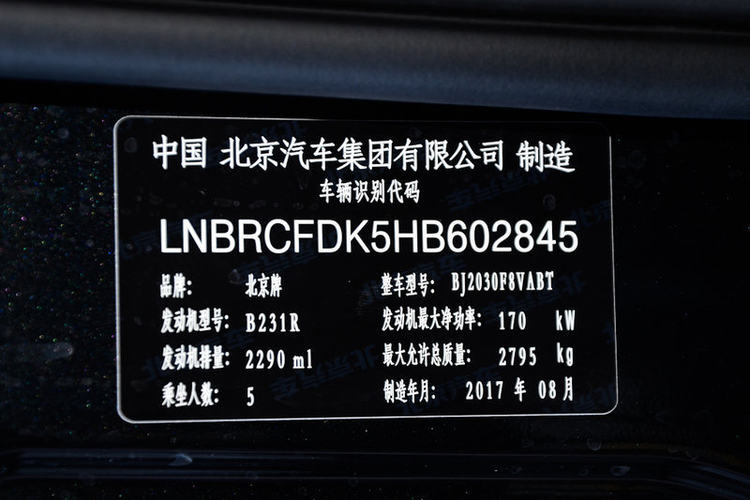 中国 北京汽车集团有限公司 制造
车辆识别代码
LNBRCFDK5HB602845
品牌: 北京牌 整车型号: BJ2030F8VABT
发动机型号: B231R 发动机最大净功率: 170 kW
发动机排量: 2290 ml 最大允许总质量: 2795 kg
乘坐人数: 5 制造年月: 2017 年 08 月